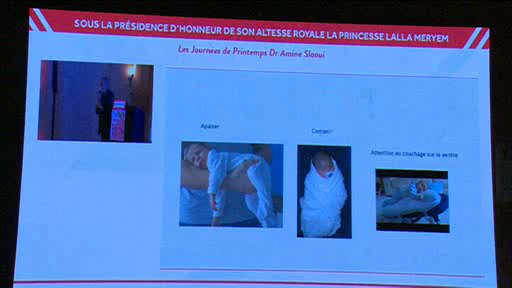 SOUS LA PRÉSIDENCE D'HONNEUR DE SON ALTESSE ROYALE LA PRINCESSE LALLA MERYEM
Les Journées de Printemps Dr Amine Slaoui
Apaiser
Contenir
Attention au couchage sur le ventre